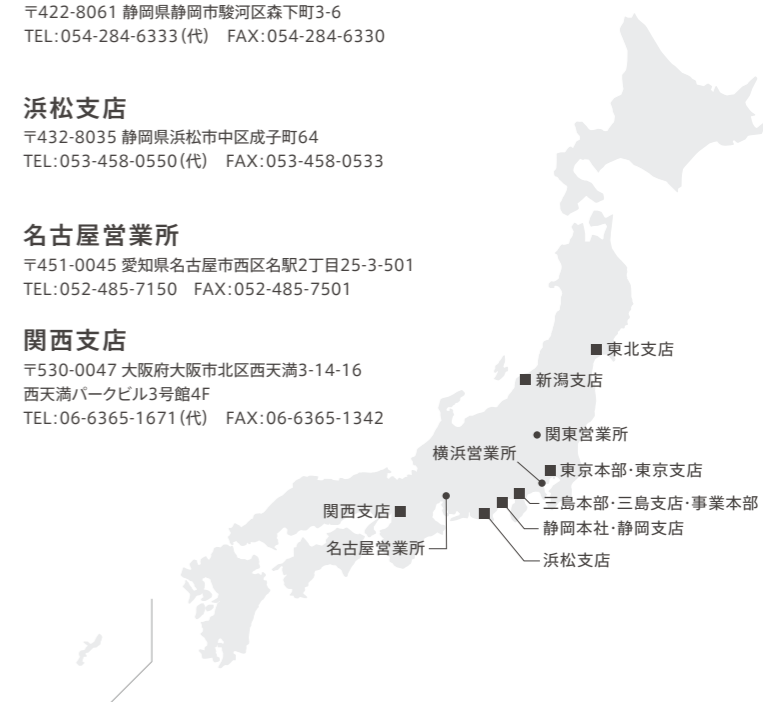 〒422-8061 静岡県静岡市駿河区森下町3-6
TEL:054-284-6333(代)　FAX:054-284-6330
浜松支店
〒432-8035 静岡県浜松市中区成子町64
TEL:053-458-0550(代)　FAX:053-458-0533
名古屋営業所
〒451-0045 愛知県名古屋市西区名駅2丁目25-3-501
TEL:052-485-7150　FAX:052-485-7501
関西支店
〒530-0047 大阪府大阪市北区西天満3-14-16
西天満パークビル3号館4F
TEL:06-6365-1671(代)　FAX:06-6365-1342
東北支店
新潟支店
関東営業所
横浜営業所
東京本部・東京支店
三島本部・三島支店・事業本部
関西支店
静岡本社・静岡支店
名古屋営業所
浜松支店